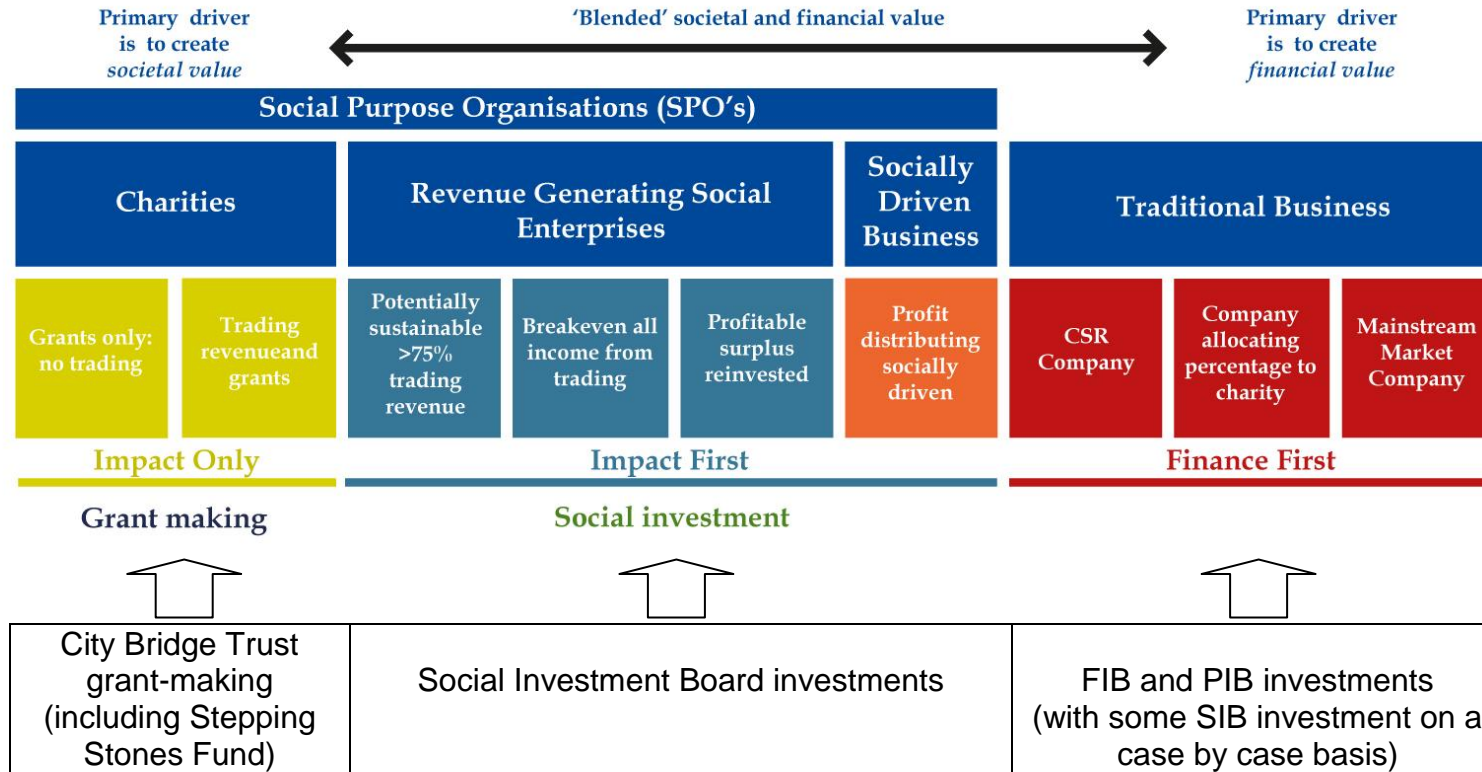 Primary driver
is to create
societal value
'Blended' societal and financial value
Primary driver
is to create
financial value
Social Purpose Organisations (SPO's)
Charities
Revenue Generating Social
Enterprises
Socially
Driven
Business
Traditional Business
Grants only:
no trading
Trading
revenueand
grants
Potentially
sustainable
>75%
trading
revenue
Breakeven all
income from
trading
Profitable
surplus
reinvested
Profit
distributing
socially
driven
CSR
Company
Company
allocating
percentage to
charity
Mainstream
Market
Company
Impact Only
Impact First
Finance First
Grant making
Social investment
City Bridge Trust
grant-making
(including Stepping
Stones Fund)
Social Investment Board investments
FIB and PIB investments
(with some SIB investment on a
case by case basis)